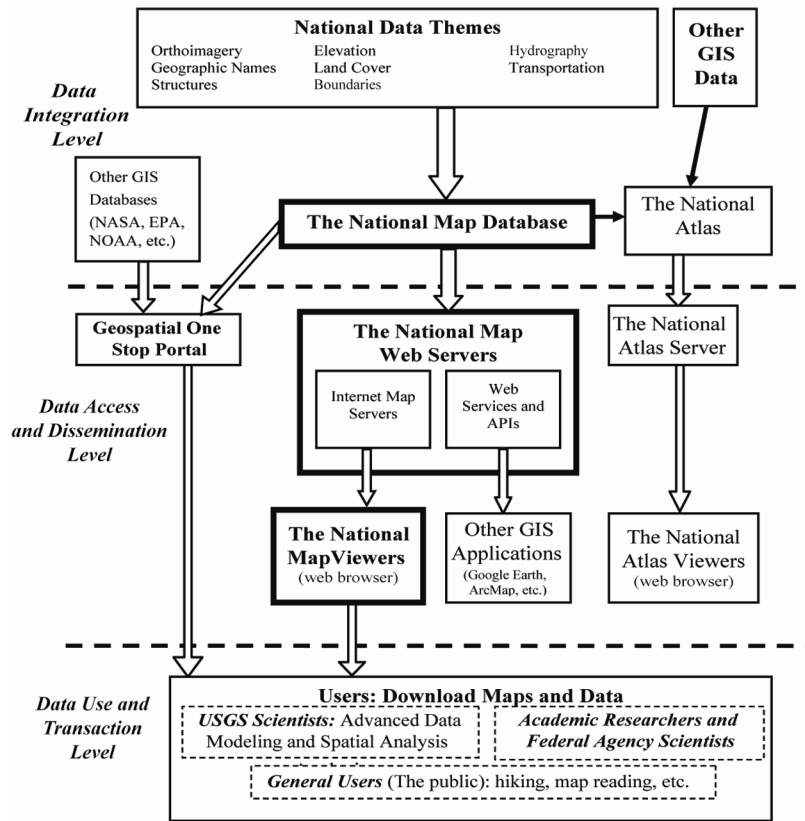 National Data Themes
Orthoimagery Elevation Hydrography
Geographic Names Land Cover Transportation
Structures Boundaries
Other
GIS
Data
Data
Integration
Level
Other GIS
Databases
(NASA, EPA,
NOAA, etc.)
The National Map Database
The National
Atlas
Geospatial One
Stop Portal
The National Map
Web Servers
Internet Map
Servers
Web
Services and
APIs
The National
Atlas Server
Data Access
and Dissemination
Level
The National
MapViewers
(web browser)
Other GIS
Applications
(Google Earth,
ArcMap, etc.)
The National
Atlas Viewers
(web browser)
Data Use and
Transaction
Level
Users: Download Maps and Data
USGS Scientists: Advanced Data
Modeling and Spatial Analysis
Academic Researchers and
Federal Agency Scientists
General Users (The public): hiking, map reading, etc.